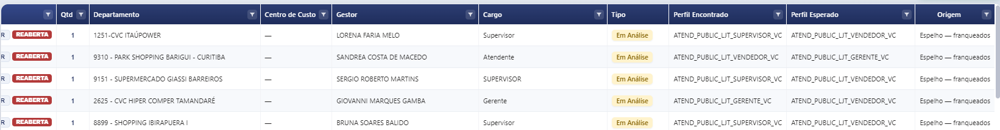 Qtd Departamento Centro de Custo Gestor Cargo Tipo Perfil Encontrado Perfil Esperado Origem
R REABERTA 1 1251-CVC ITAÚPOWER — LORENA FARIA MELO Supervisor Em Análise ATEND_PUBLIC_LJT_SUPERVISOR_VC ATEND_PUBLIC_LJT_VENDEDOR_VC Espelho — franqueados
R REABERTA 1 9310 - PARK SHOPPING BARIGUI - CURITIBA — SANDREA COSTA DE MACEDO Atendente Em Análise ATEND_PUBLIC_LJT_VENDEDOR_VC ATEND_PUBLIC_LJT_GERENTE_VC Espelho — franqueados
R REABERTA 1 9151 - SUPERMERCADO GIASSI BARREIROS — SERGIO ROBERTO MARTINS SUPERVISOR Em Análise ATEND_PUBLIC_LJT_SUPERVISOR_VC ATEND_PUBLIC_LJT_VENDEDOR_VC Espelho — franqueados
R REABERTA 1 2625 - CVC HIPER COMPER TAMANDARÉ — GIOVANNI MARQUES GAMBA Gerente Em Análise ATEND_PUBLIC_LJT_GERENTE_VC ATEND_PUBLIC_LJT_VENDEDOR_VC Espelho — franqueados
R REABERTA 1 8899 - SHOPPING IBIRAPUERA I — BRUNA SOARES BALIDO Supervisor Em Análise ATEND_PUBLIC_LJT_SUPERVISOR_VC ATEND_PUBLIC_LJT_VENDEDOR_VC Espelho — franqueados